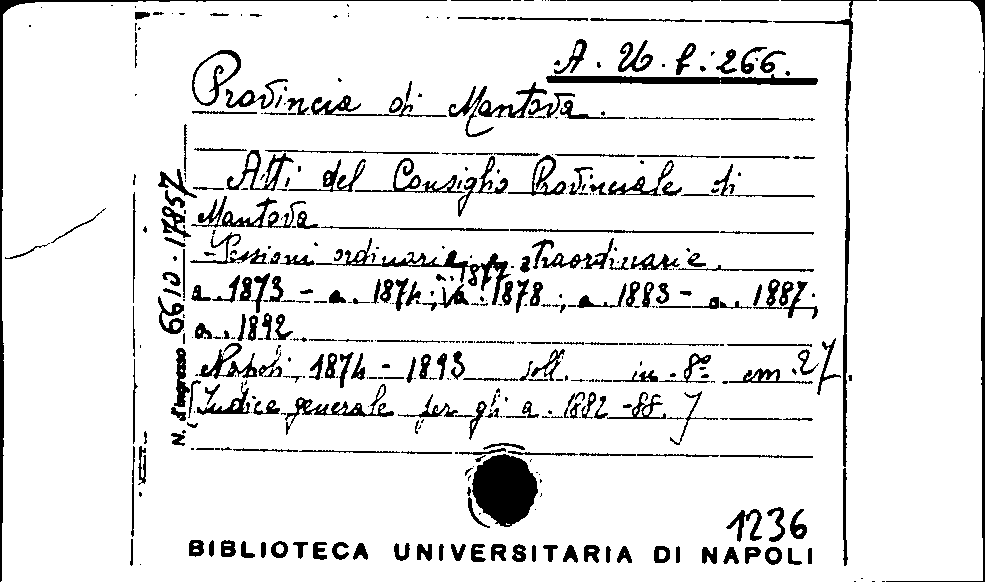 A. Ub. f. 266.
Provincia di Mantova.
Atti del Consiglio Provinciale di
Mantova
- Sessioni ordinarie e straordinarie.
a. 1873 - a. 1874; 1877 a. 1878; a. 1883 - a. 1887;
a. 1892.
Napoli, 1874 - 1893 voll. in-8° cm. 27.
[Indice generale per gli a. 1882-88.]
N. d'ingresso 6610. 17857
1236
BIBLIOTECA UNIVERSITARIA DI NAPOLI